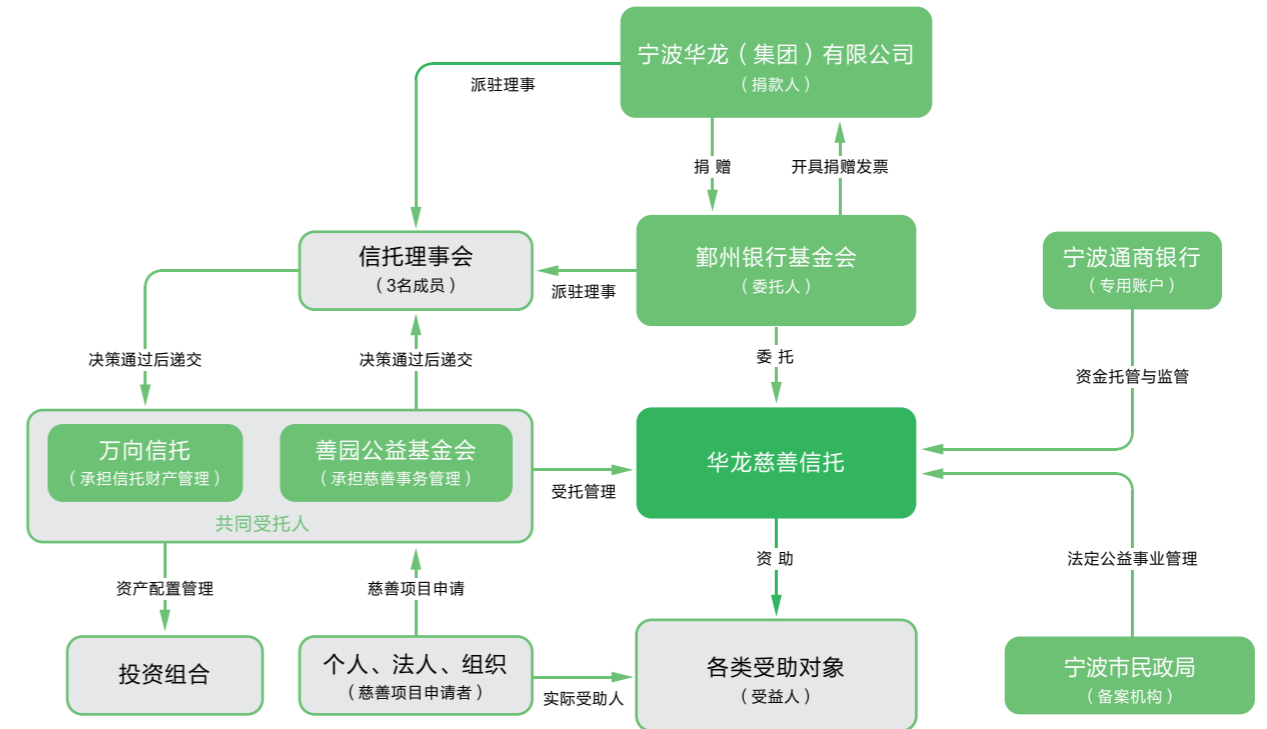 宁波华龙（集团）有限公司
（捐款人）
派驻理事
捐 赠
开具捐赠发票
信托理事会
（3名成员）
派驻理事
鄞州银行基金会
（委托人）
宁波通商银行
（专用账户）
决策通过后递交
决策通过后递交
委 托
资金托管与监管
万向信托
（承担信托财产管理）
善园公益基金会
（承担慈善事务管理）
共同受托人
受托管理
华龙慈善信托
资产配置管理
慈善项目申请
资 助
法定公益事业管理
投资组合
个人、法人、组织
（慈善项目申请者）
实际受助人
各类受助对象
（受益人）
宁波市民政局
（备案机构）